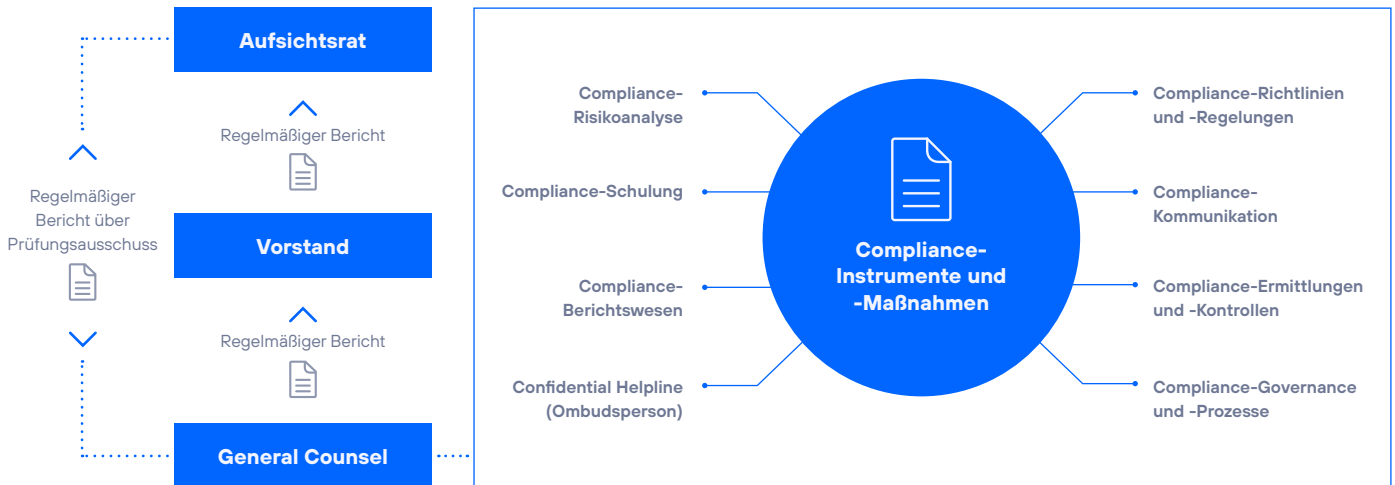 Aufsichtsrat
Regelmäßiger Bericht
Regelmäßiger
Bericht über
Prüfungsausschuss
Vorstand
Regelmäßiger Bericht
General Counsel
Compliance-
Risikoanalyse
Compliance-Schulung
Compliance-
Berichtswesen
Confidential Helpline
(Ombudsperson)
Compliance-
Instrumente und
-Maßnahmen
Compliance-Richtlinien
und -Regelungen
Compliance-
Kommunikation
Compliance-Ermittlungen
und -Kontrollen
Compliance-Governance
und -Prozesse